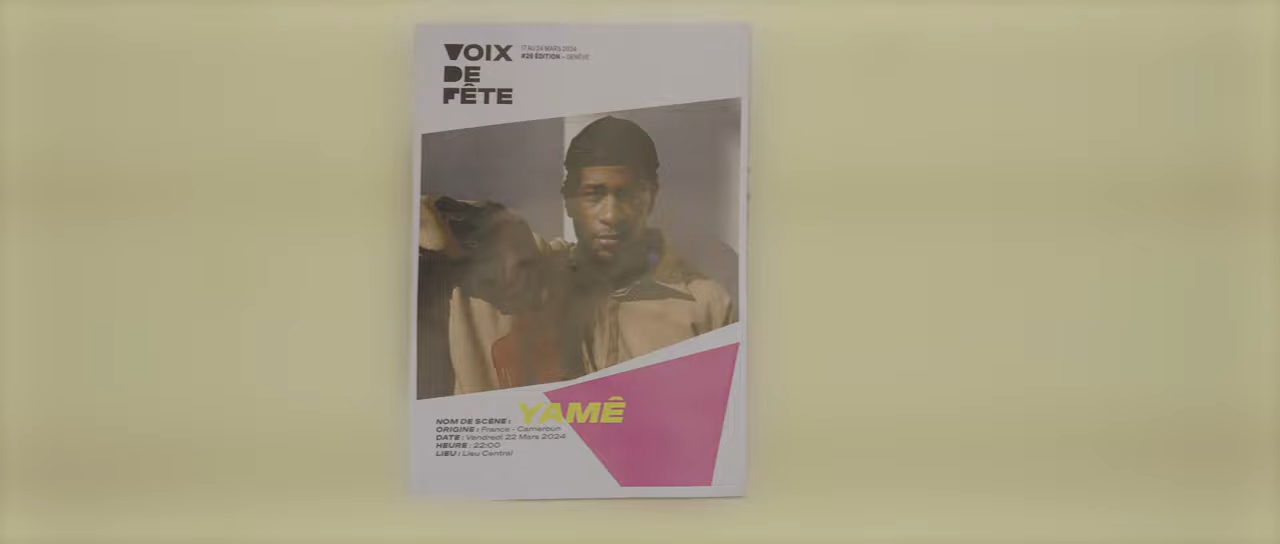 VOIX
DE
FÊTE
17 AU 24 MARS 2024
#26 ÉDITION – GENÈVE
NOM DE SCÈNE : YAMÊ
ORIGINE : France - Cameroun
DATE : Vendredi 22 Mars 2024
HEURE : 22:00
LIEU : Lieu Central